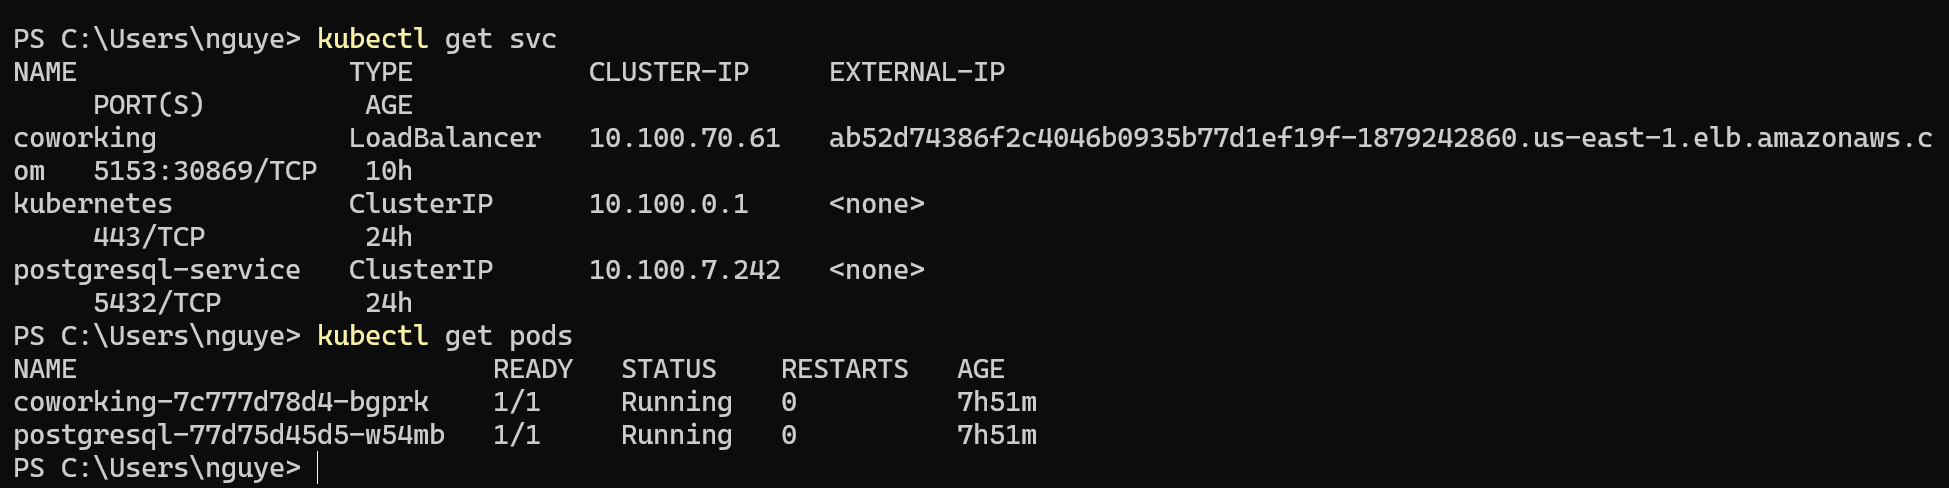 PS C:\Users\nguye> kubectl get svc
NAME                 TYPE           CLUSTER-IP     EXTERNAL-IP
     PORT(S)          AGE
coworking            LoadBalancer   10.100.70.61   ab52d74386f2c4046b0935b77d1ef19f-1879242860.us-east-1.elb.amazonaws.c
om   5153:30869/TCP   10h
kubernetes           ClusterIP      10.100.0.1     <none>
     443/TCP          24h
postgresql-service   ClusterIP      10.100.7.242   <none>
     5432/TCP         24h
PS C:\Users\nguye> kubectl get pods
NAME                          READY   STATUS    RESTARTS   AGE
coworking-7c777d78d4-bgprk    1/1     Running   0          7h51m
postgresql-77d75d45d5-w54mb   1/1     Running   0          7h51m
PS C:\Users\nguye>